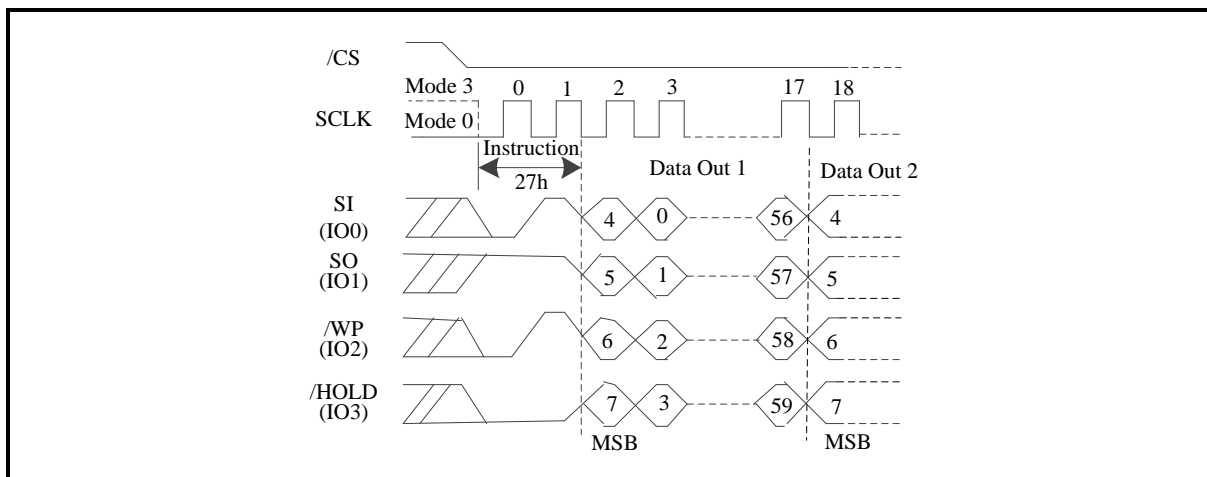 /CS
Mode 3 0 1 2 3 17 18
SCLK Mode 0
Instruction
27h
Data Out 1 Data Out 2
SI
(IO0)
4 0 56 4
SO
(IO1)
5 1 57 5
/WP
(IO2)
6 2 58 6
/HOLD
(IO3)
7 3 59 7
MSB MSB